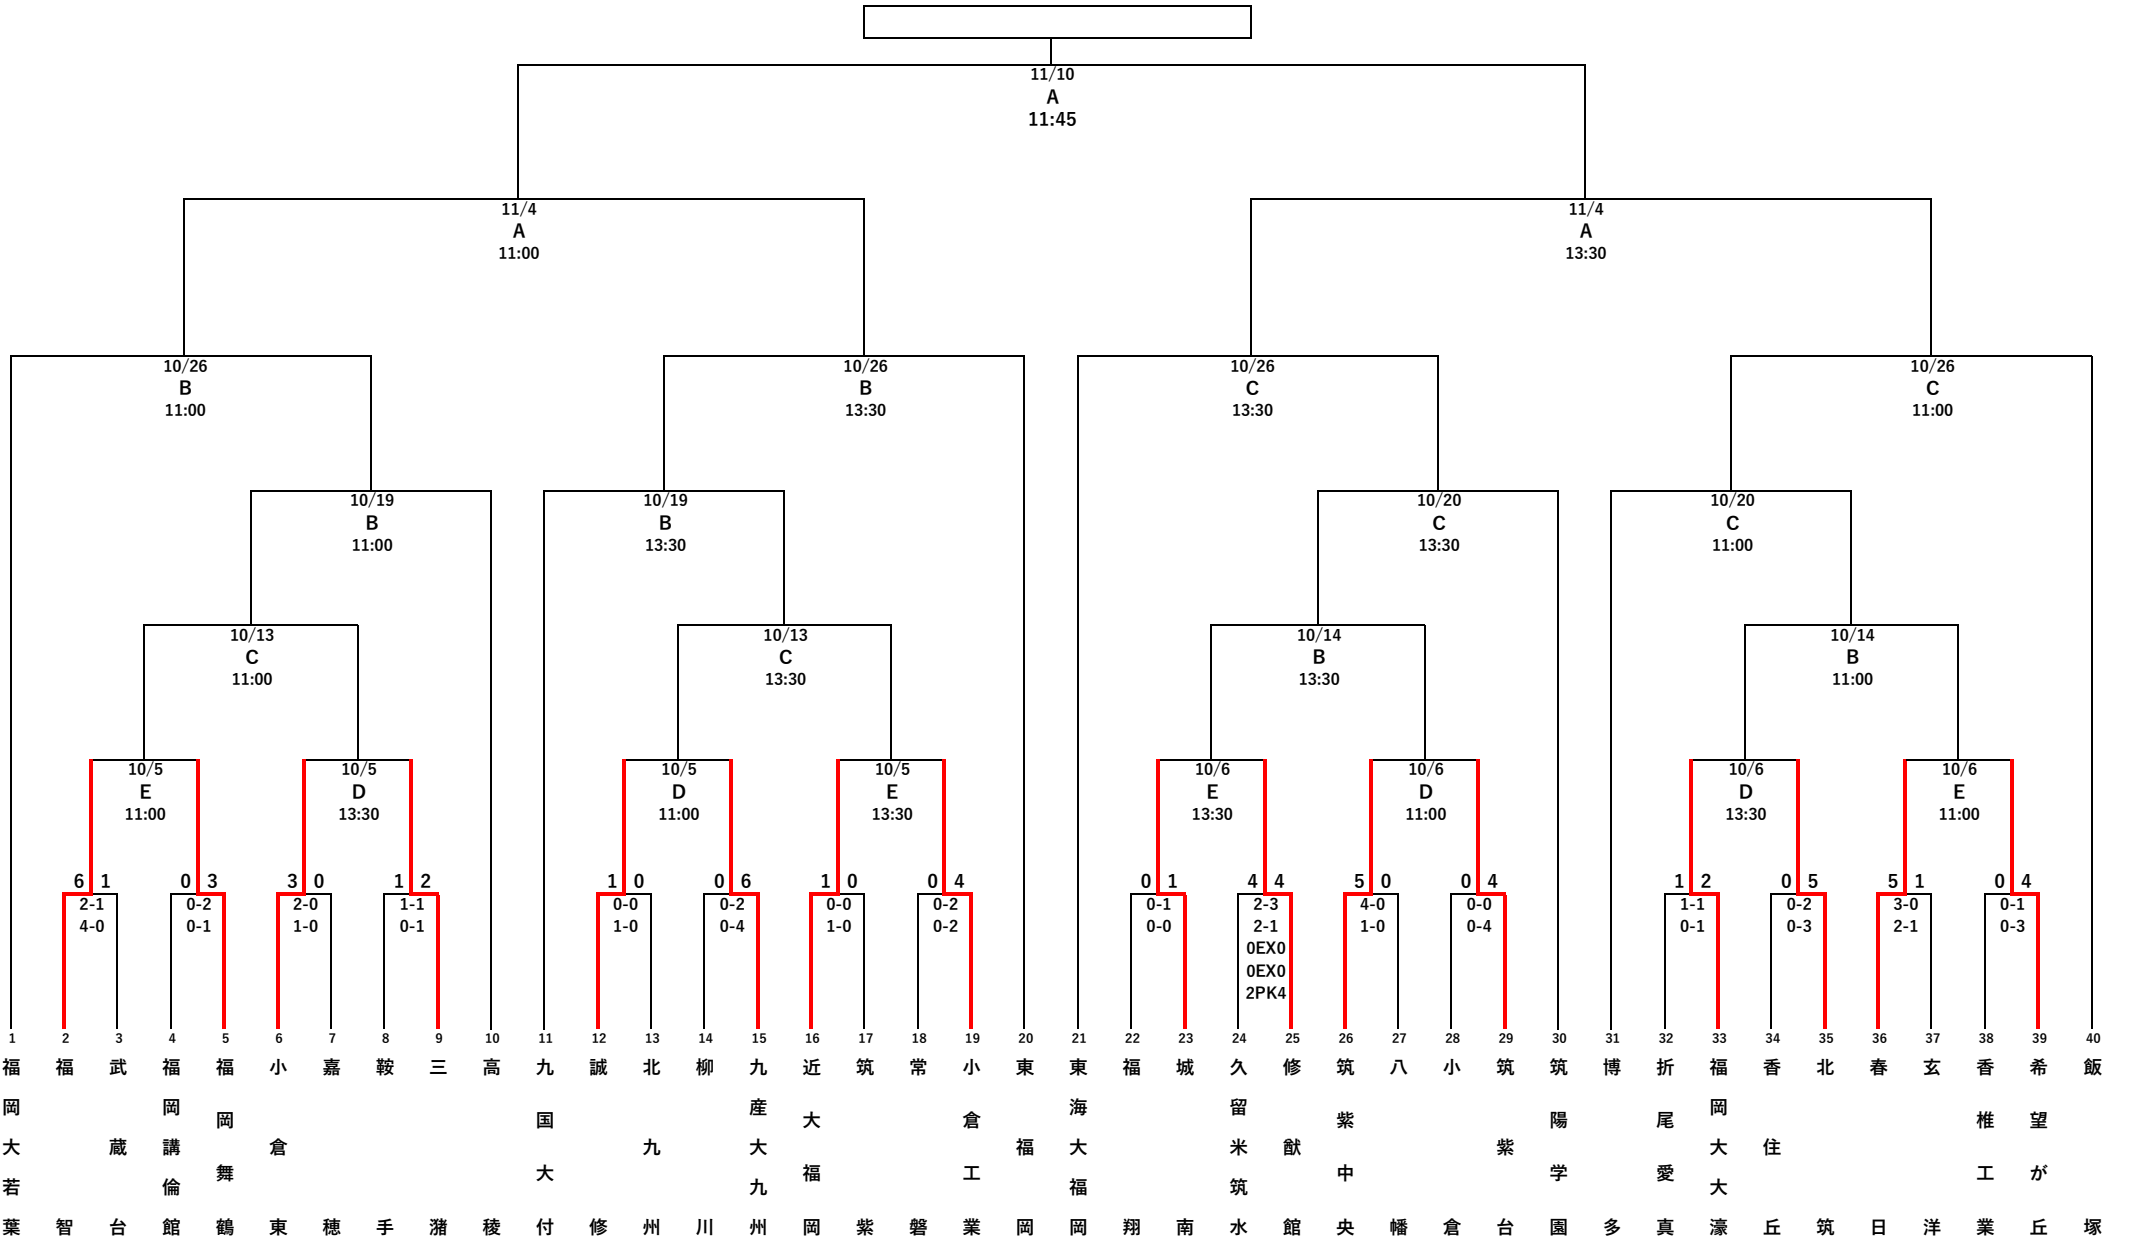 11/10
A
11:45
11/4
A
11:00
11/4
A
13:30
10/26
B
11:00
10/26
B
13:30
10/26
C
13:30
10/26
C
11:00
10/19
B
11:00
10/19
B
13:30
10/20
C
13:30
10/20
C
11:00
10/13
C
11:00
10/13
C
13:30
10/14
B
13:30
10/14
B
11:00
10/5
E
11:00
10/5
D
13:30
10/5
D
11:00
10/5
E
13:30
10/6
E
13:30
10/6
D
11:00
10/6
D
13:30
10/6
E
11:00
6 1
2-1
4-0
0 3
0-2
0-1
3 0
2-0
1-0
1 2
1-1
0-1
1 0
0-0
1-0
0 6
0-2
0-4
1 0
0-0
1-0
0 4
0-2
0-2
0 1
0-1
0-0
4 4
2-3
2-1
0EX0
0EX0
2PK4
5 0
4-0
1-0
0 4
0-0
0-4
1 2
1-1
0-1
0 5
0-2
0-3
5 1
3-0
2-1
0 4
0-1
0-3
1
福岡大若葉
2
福智
3
武蔵台
4
福岡講倫館
5
福岡舞鶴
6
小倉東
7
嘉穂
8
鞍手
9
三潴
10
高稜
11
九国大付
12
誠修
13
北九州
14
柳川
15
九産大九州
16
近大福岡
17
筑紫
18
常磐
19
小倉工業
20
東福岡
21
東海大福岡
22
福翔
23
城南
24
久留米筑水
25
修猷館
26
筑紫中央
27
八幡
28
小倉
29
筑紫台
30
筑陽学園
31
博多
32
折尾愛真
33
福岡大大濠
34
香住丘
35
北筑
36
春日
37
玄洋
38
香椎工業
39
希望が丘
40
飯塚